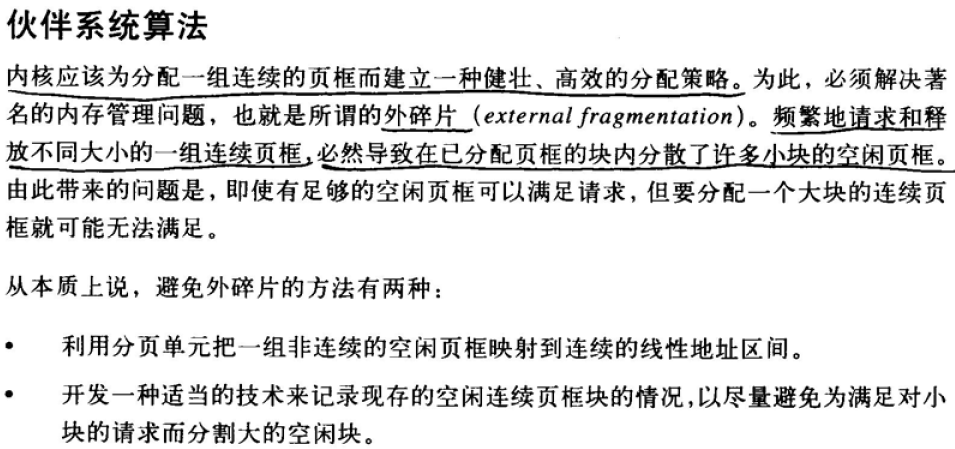 伙伴系统算法
内核应该为分配一组连续的页框而建立一种健壮、高效的分配策略。为此，必须解决著
名的内存管理问题，也就是所谓的外碎片（external fragmentation）。频繁地请求和释
放不同大小的一组连续页框，必然导致在已分配页框的块内分散了许多小块的空闲页框。
由此带来的问题是，即使有足够的空闲页框可以满足请求，但要分配一个大块的连续页
框就可能无法满足。
从本质上说，避免外碎片的方法有两种：
• 利用分页单元把一组非连续的空闲页框映射到连续的线性地址区间。
• 开发一种适当的技术来记录现存的空闲连续页框块的情况，以尽量避免为满足对小
块的请求而分割大的空闲块。